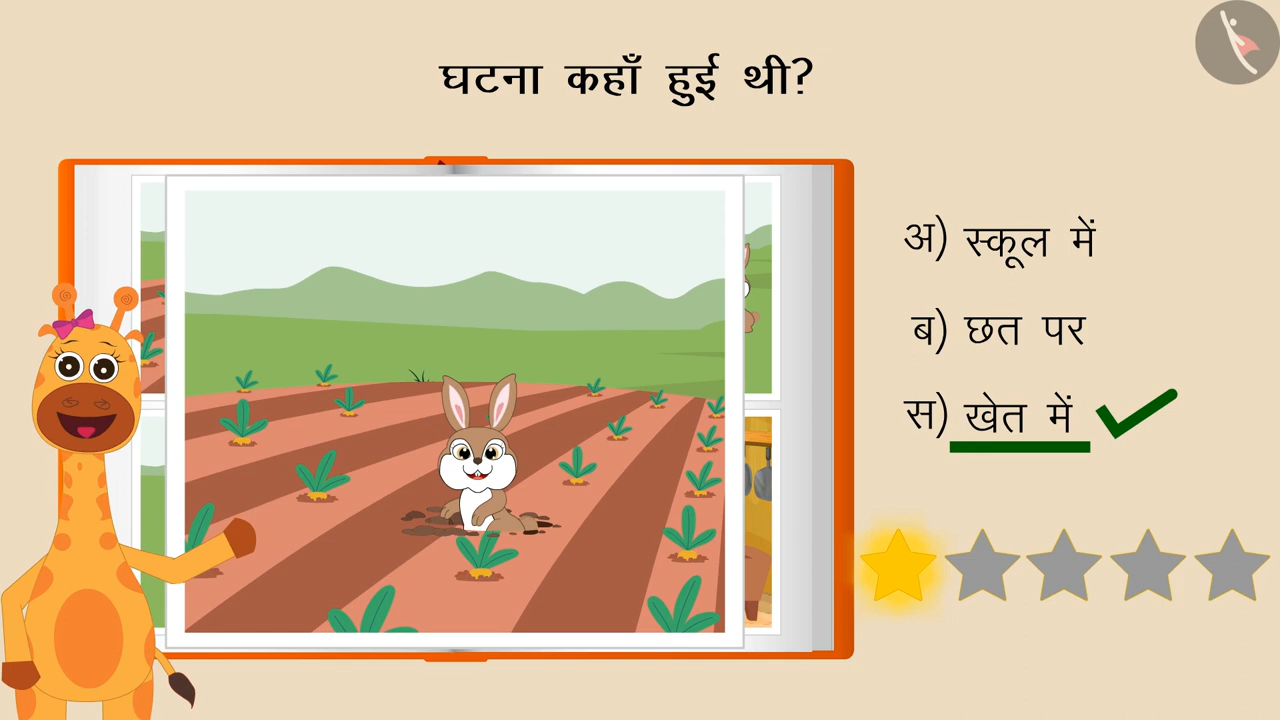 घटना कहाँ हुई थी?
अ) स्कूल में
ब) छत पर
स) खेत में